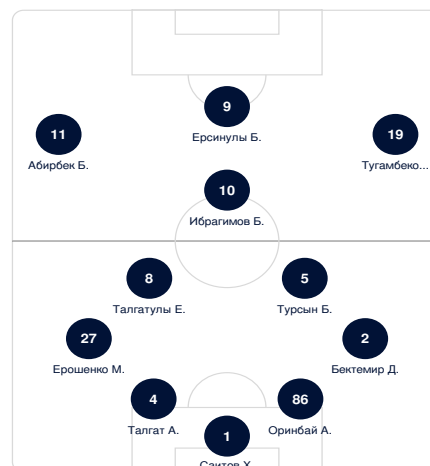 9
Ерсинулы Б.
11
Абирбек Б.
19
Тугамбеко...
10
Ибрагимов Б.
8
Талгатулы Е.
5
Турсын Б.
27
Ерошенко М.
2
Бектемир Д.
4
Талгат А.
86
Оринбай А.
1
Саитов Х